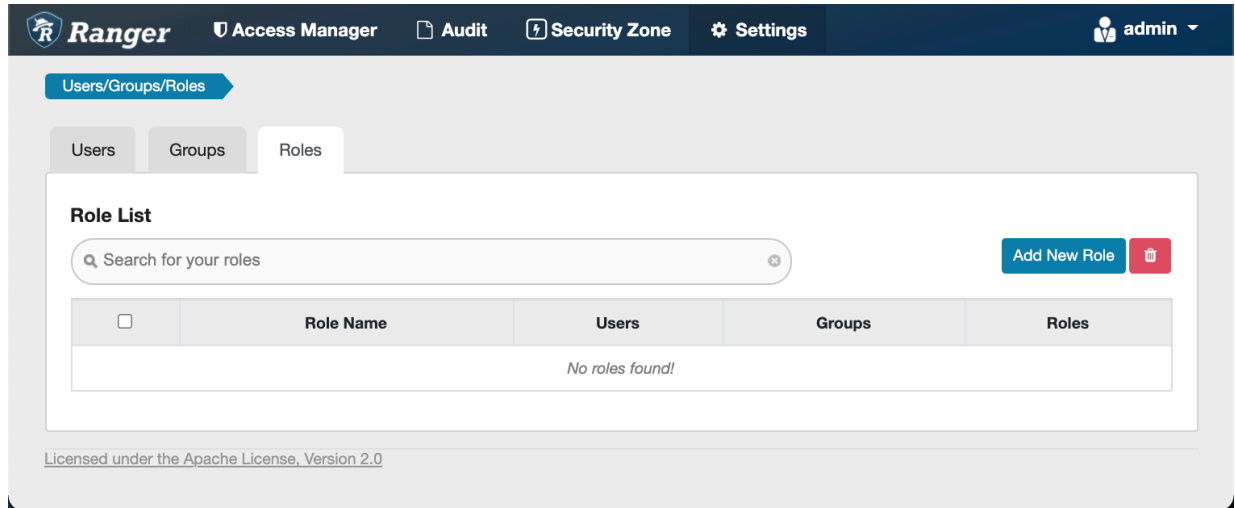 Ranger Access Manager Audit Security Zone Settings admin
Users/Groups/Roles
Users Groups Roles
Role List
Search for your roles
Add New Role
Role Name Users Groups Roles
No roles found!
Licensed under the Apache License, Version 2.0